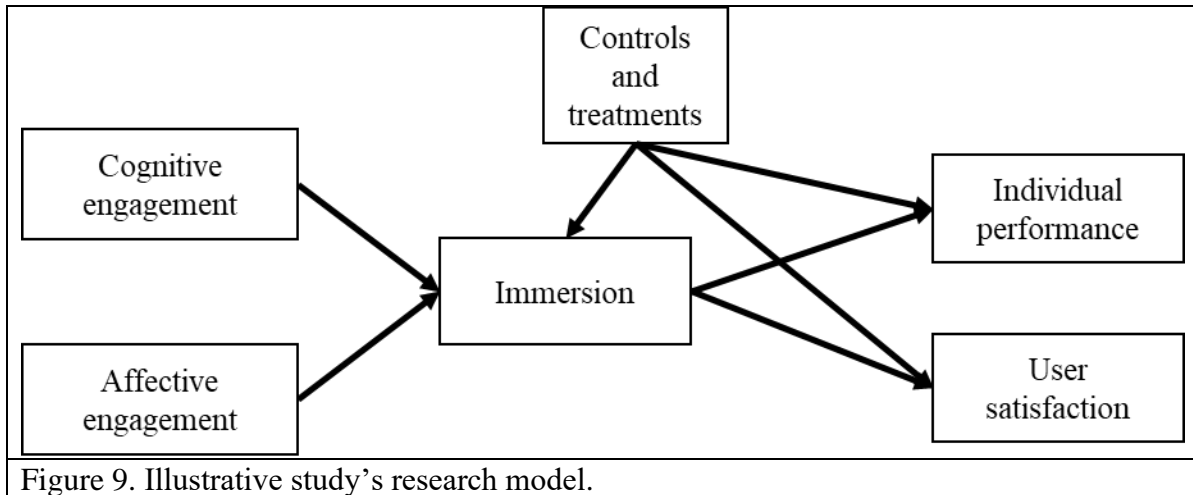 Controls
and
treatments
Cognitive
engagement
Individual
performance
Immersion
Affective
engagement
User
satisfaction
Figure 9. Illustrative study’s research model.